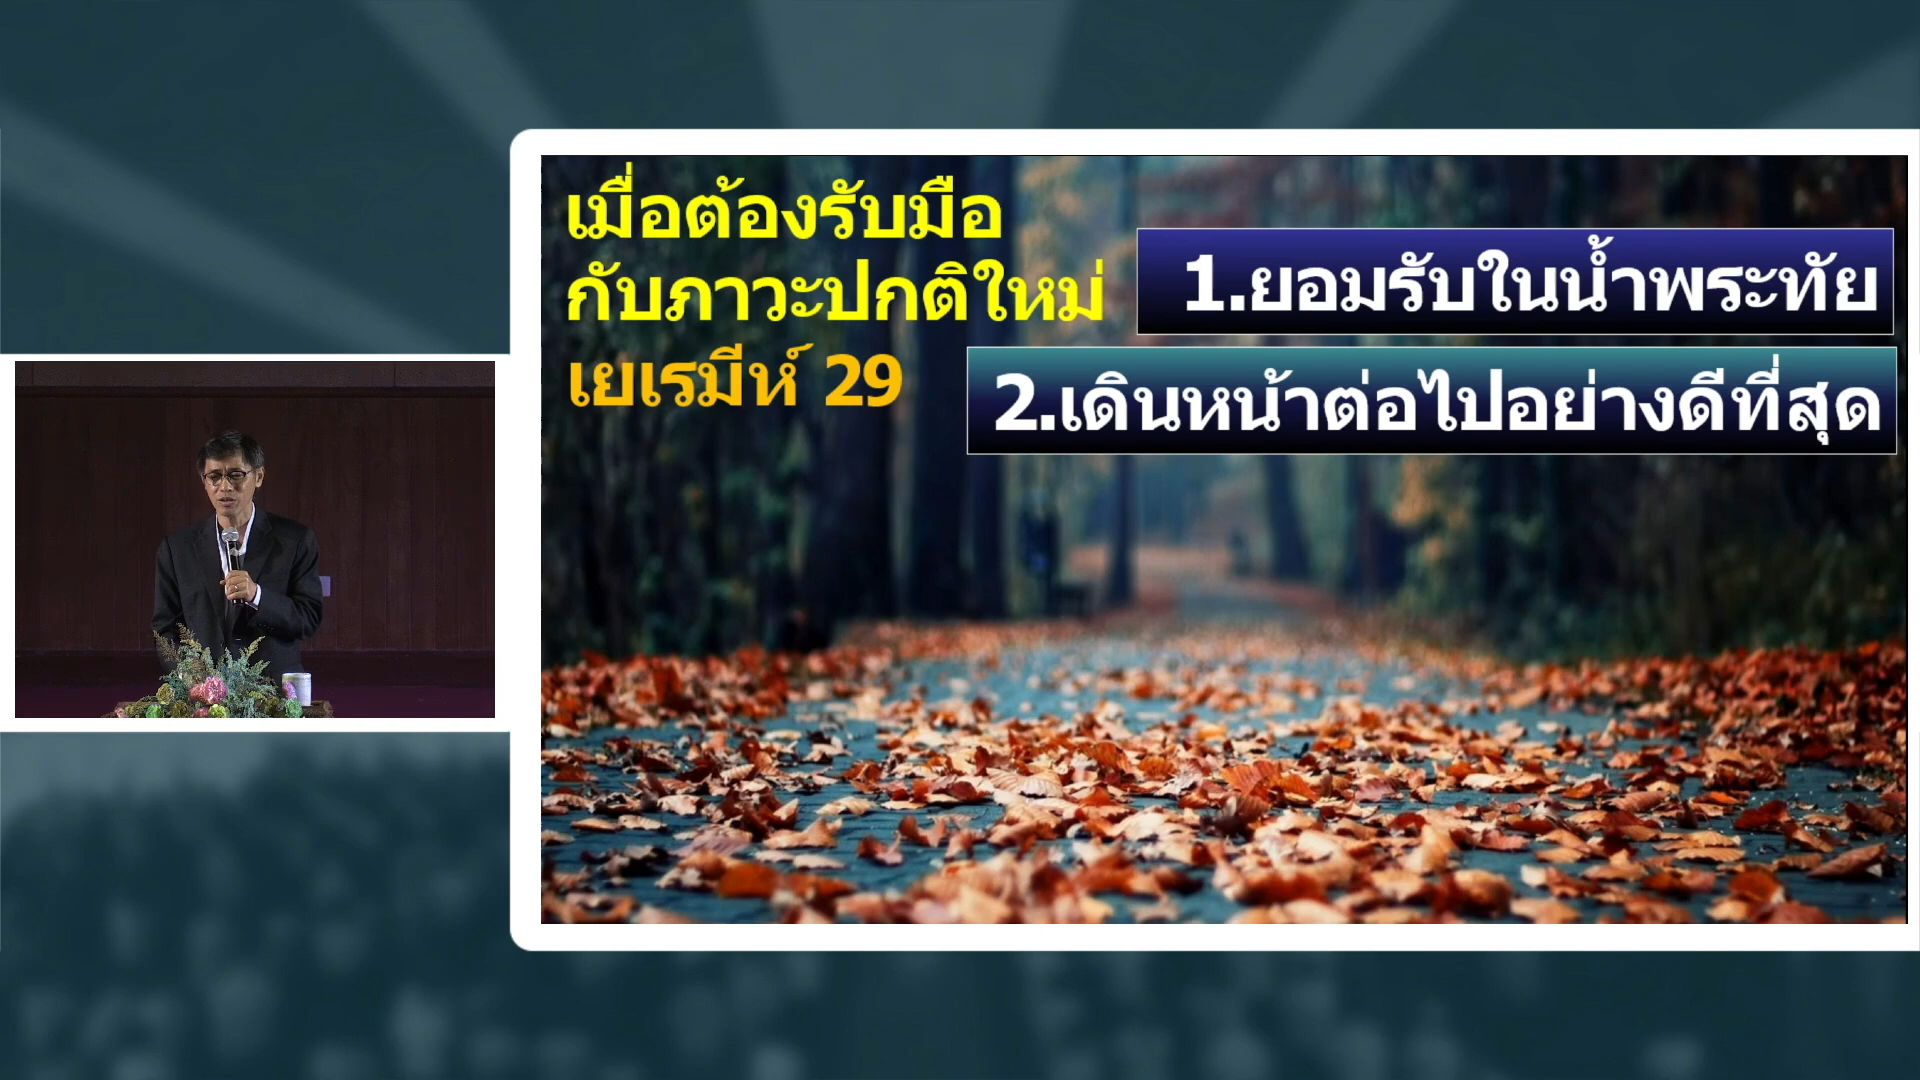 เมื่อต้องรับมือ
กับภาวะปกติใหม่
เยเรมีห์ 29
1.ยอมรับในน้ำพระทัย
2.เดินหน้าต่อไปอย่างดีที่สุด